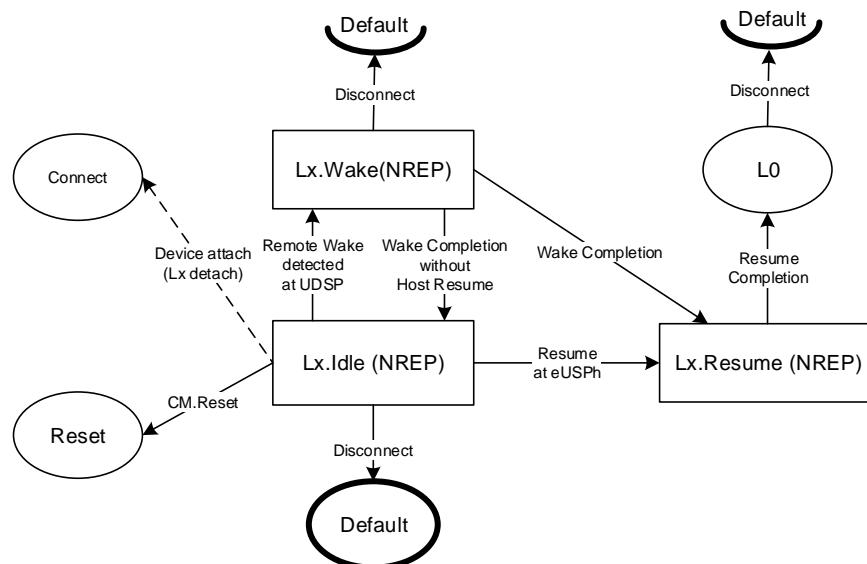 Default
Default
Disconnect
Disconnect
Lx.Wake(NREP)
L0
Connect
Device attach
(Lx detach)
Remote Wake
detected
at UDSP
Wake Completion
without
Host Resume
Wake Completion
Resume
Completion
Lx.Idle (NREP)
Resume
at eUSPh
Lx.Resume (NREP)
CM.Reset
Reset
Disconnect
Default